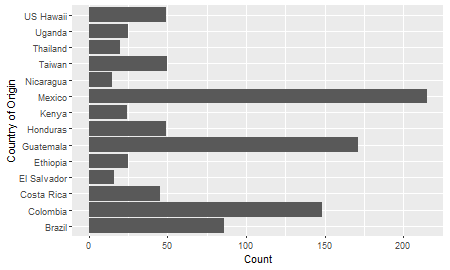 US Hawaii
Uganda
Thailand
Taiwan
Nicaragua
Mexico
Kenya
Honduras
Guatemala
Ethiopia
El Salvador
Costa Rica
Colombia
Brazil
Country of Origin
0 50 100 150 200
Count